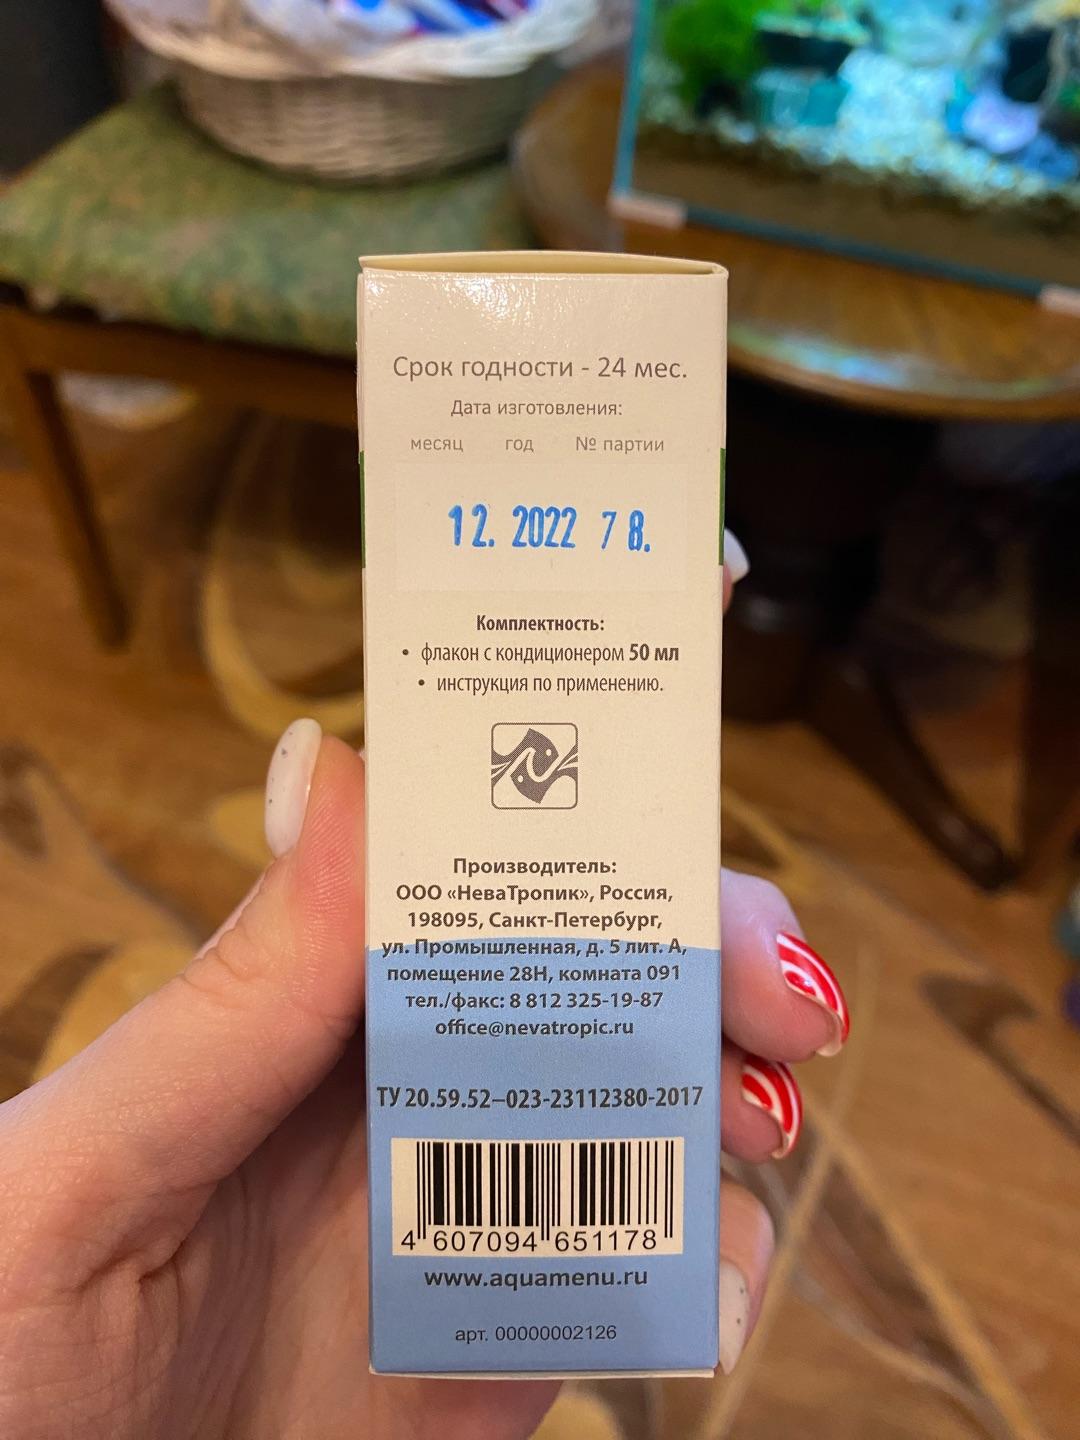 Срок годности - 24 мес.
Дата изготовления:
месяц год № партии
12. 2022 78.
Комплектность:
• флакон с кондиционером 50 мл
• инструкция по применению.
Производитель:
ООО «НеваТропик», Россия,
198095, Санкт-Петербург,
ул. Промышленная, д. 5 лит. А,
помещение 28Н, комната 091
тел./факс: 8 812 325-19-87
office@nevatropic.ru
ТУ 20.59.52–023-23112380-2017
4 607094 651178
www.aquamenu.ru
арт. 00000002126